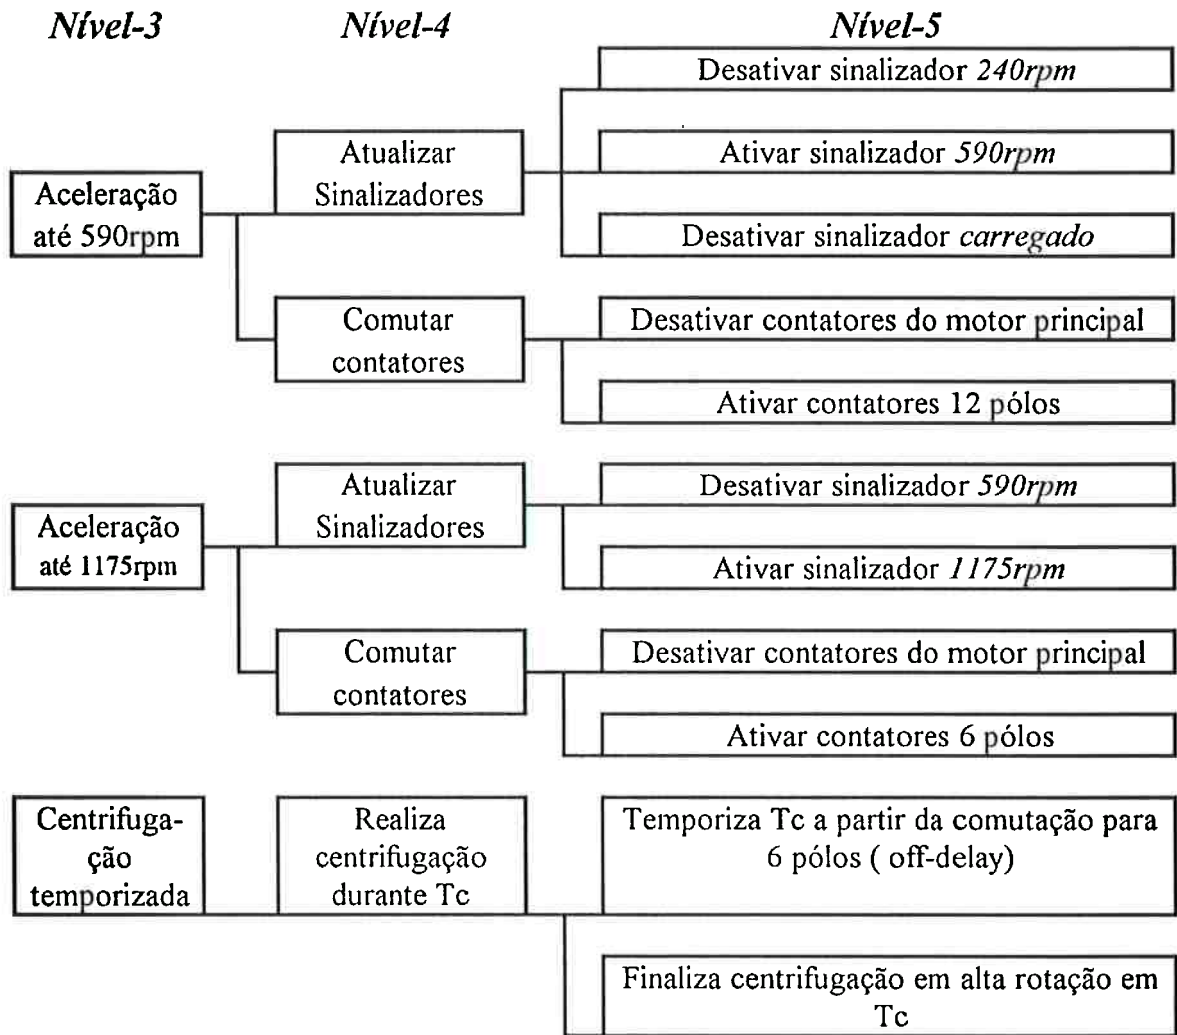 Nível-3 Nível-4 Nível-5
Desativar sinalizador 240rpm
Atualizar
Sinalizadores
Ativar sinalizador 590rpm
Aceleração
até 590rpm
Desativar sinalizador carregado
Comutar
contatores
Desativar contatores do motor principal
Ativar contatores 12 pólos
Atualizar
Sinalizadores
Desativar sinalizador 590rpm
Aceleração
até 1175rpm
Ativar sinalizador 1175rpm
Comutar
contatores
Desativar contatores do motor principal
Ativar contatores 6 pólos
Centrifuga-
ção
temporizada
Realiza
centrifugação
durante Tc
Temporiza Tc a partir da comutação para
6 pólos ( off-delay)
Finaliza centrifugação em alta rotação em
Tc